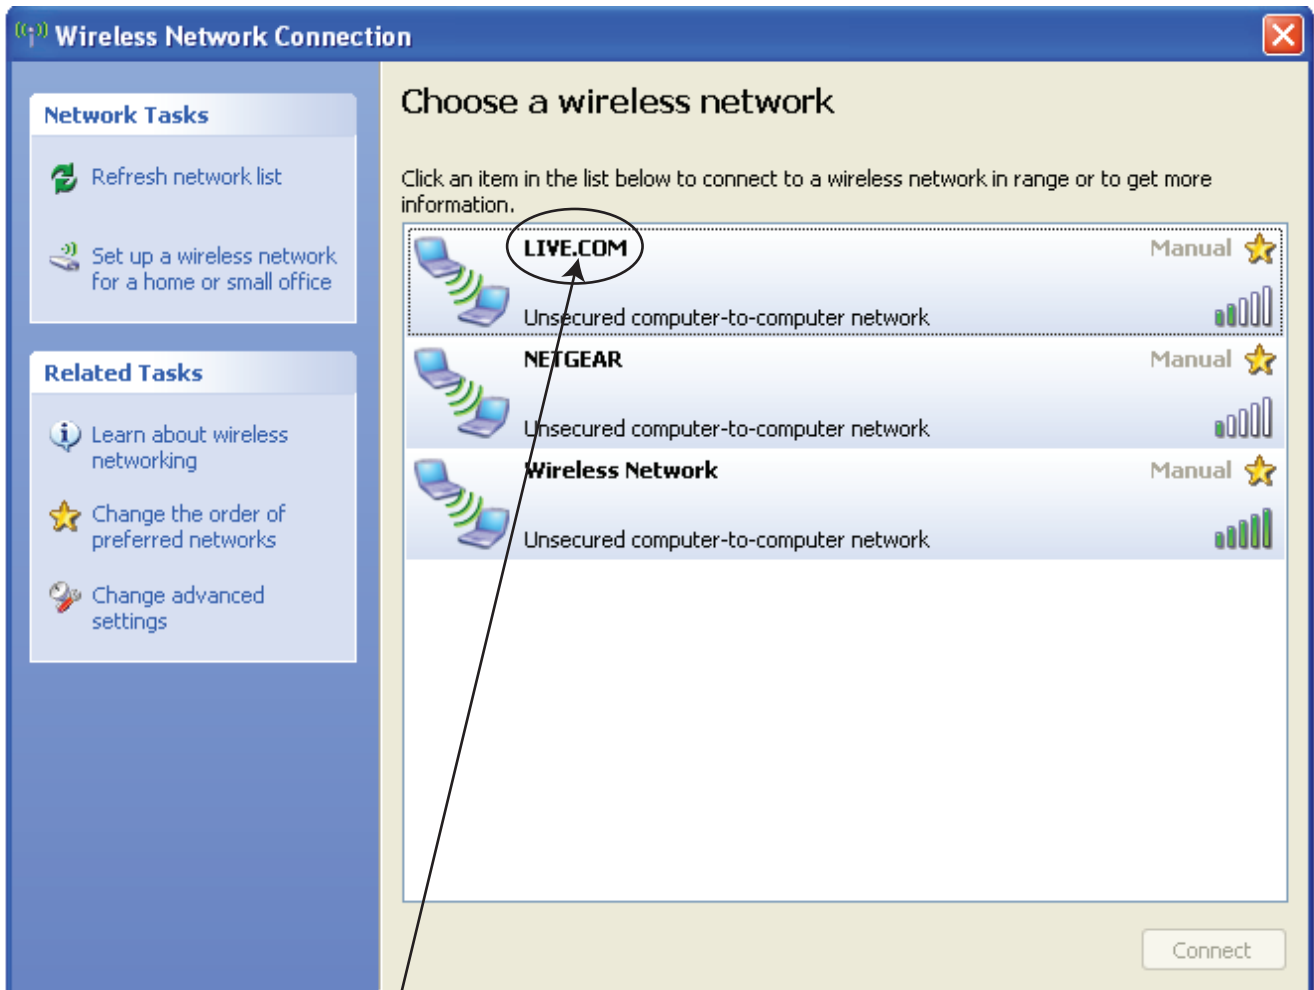 Wireless Network Connection
Network Tasks
Refresh network list
Set up a wireless network
for a home or small office
Related Tasks
Learn about wireless
networking
Change the order of
preferred networks
Change advanced
settings
Choose a wireless network
Click an item in the list below to connect to a wireless network in range or to get more
information.
LIVE.COM Manual
Unsecured computer-to-computer network
NETGEAR Manual
Unsecured computer-to-computer network
Wireless Network Manual
Unsecured computer-to-computer network
Connect